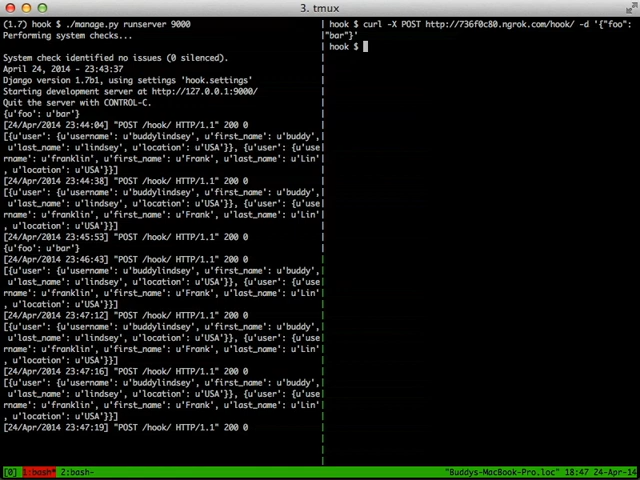 3. tmux
(1.7) hook $ ./manage.py runserver 9000
Performing system checks...
System check identified no issues (0 silenced).
April 24, 2014 - 23:43:37
Django version 1.7b1, using settings 'hook.settings'
Starting development server at http://127.0.0.1:9000/
Quit the server with CONTROL-C.
{u'foo': u'bar'}
[24/Apr/2014 23:44:04] "POST /hook/ HTTP/1.1" 200 0
[{u'user': {u'username': u'buddylindsey', u'first_name': u'buddy',
u'last_name': u'lindsey', u'location': u'USA'}}, {u'user': {u'use
rname': u'franklin', u'first_name': u'Frank', u'last_name': u'Lin'
, u'location': u'USA'}}]
[24/Apr/2014 23:44:38] "POST /hook/ HTTP/1.1" 200 0
[{u'user': {u'username': u'buddylindsey', u'first_name': u'buddy',
u'last_name': u'lindsey', u'location': u'USA'}}, {u'user': {u'use
rname': u'franklin', u'first_name': u'Frank', u'last_name': u'Lin'
, u'location': u'USA'}}]
[24/Apr/2014 23:45:53] "POST /hook/ HTTP/1.1" 200 0
{u'foo': u'bar'}
[24/Apr/2014 23:46:43] "POST /hook/ HTTP/1.1" 200 0
[{u'user': {u'username': u'buddylindsey', u'first_name': u'buddy',
u'last_name': u'lindsey', u'location': u'USA'}}, {u'user': {u'use
rname': u'franklin', u'first_name': u'Frank', u'last_name': u'Lin'
, u'location': u'USA'}}]
[24/Apr/2014 23:47:12] "POST /hook/ HTTP/1.1" 200 0
[{u'user': {u'username': u'buddylindsey', u'first_name': u'buddy',
u'last_name': u'lindsey', u'location': u'USA'}}, {u'user': {u'use
rname': u'franklin', u'first_name': u'Frank', u'last_name': u'Lin'
, u'location': u'USA'}}]
[24/Apr/2014 23:47:16] "POST /hook/ HTTP/1.1" 200 0
[{u'user': {u'username': u'buddylindsey', u'first_name': u'buddy',
u'last_name': u'lindsey', u'location': u'USA'}}, {u'user': {u'use
rname': u'franklin', u'first_name': u'Frank', u'last_name': u'Lin'
, u'location': u'USA'}}]
[24/Apr/2014 23:47:19] "POST /hook/ HTTP/1.1" 200 0
hook $ curl -X POST http://736f0c80.ngrok.com/hook/ -d '{"foo":
"bar"}'
hook $
[0] 1:bash* 2:bash- "Buddys-MacBook-Pro.loc" 18:47 24-Apr-14